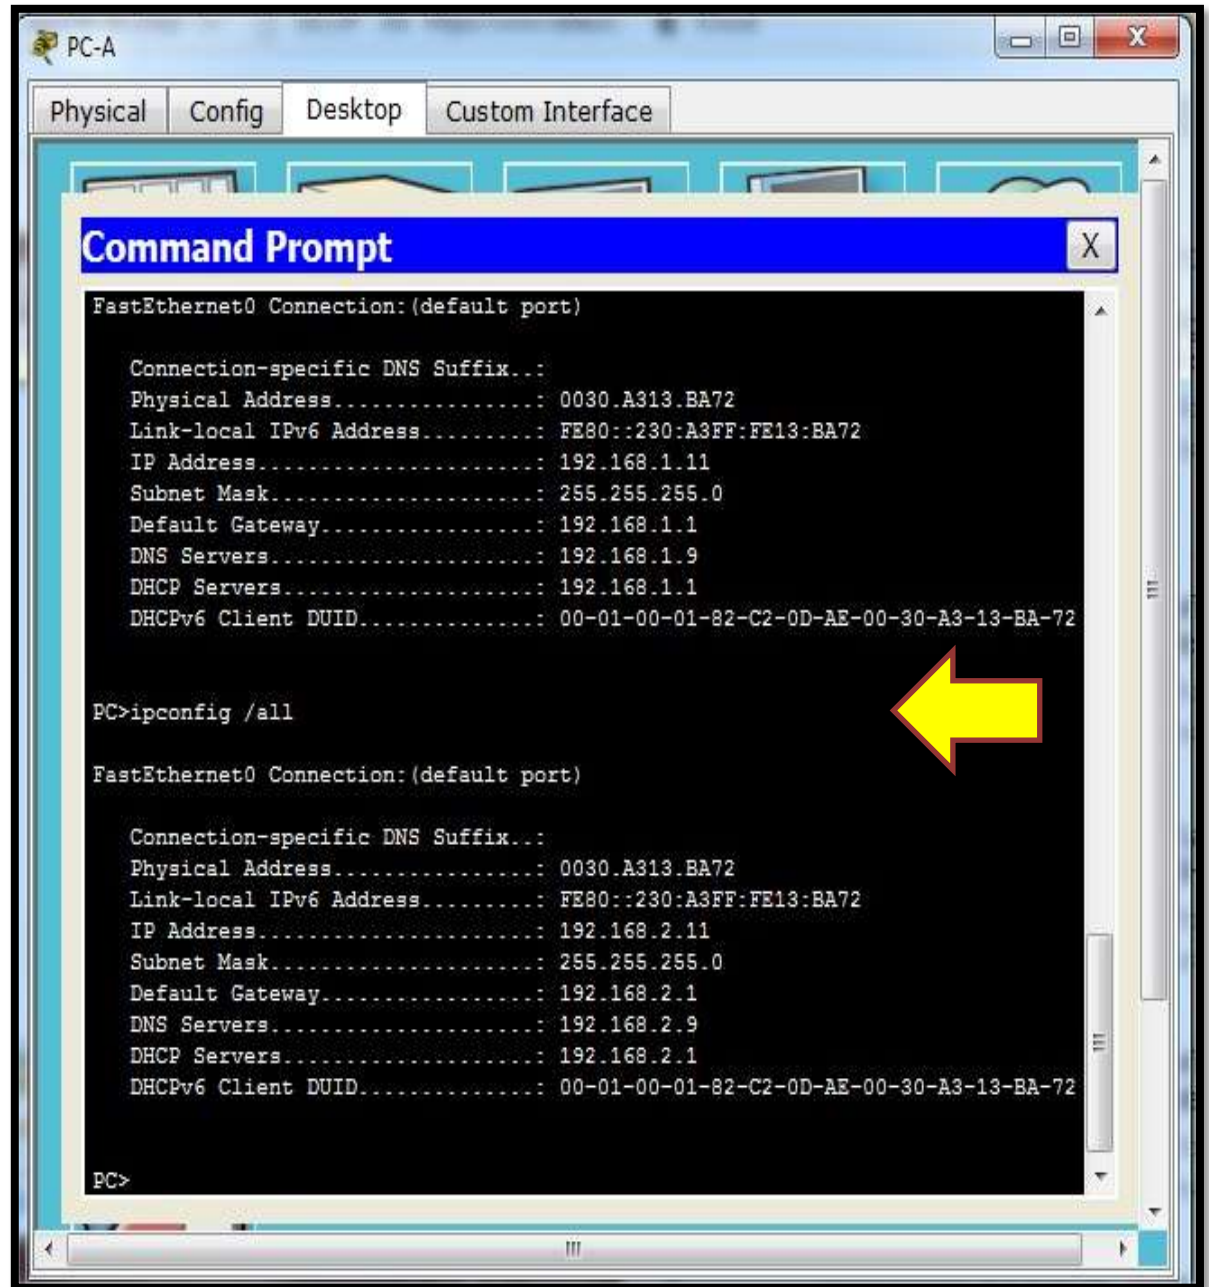 PC-A
X
Physical Config Desktop Custom Interface
Command Prompt X
FastEthernet0 Connection:(default port)
Connection-specific DNS Suffix..:
Physical Address................: 0030.A313.BA72
Link-local IPv6 Address.........: FE80::230:A3FF:FE13:BA72
IP Address......................: 192.168.1.11
Subnet Mask.....................: 255.255.255.0
Default Gateway.................: 192.168.1.1
DNS Servers.....................: 192.168.1.9
DHCP Servers....................: 192.168.1.1
DHCPv6 Client DUID..............: 00-01-00-01-82-C2-0D-AE-00-30-A3-13-BA-72
PC>ipconfig /all
FastEthernet0 Connection:(default port)
Connection-specific DNS Suffix..:
Physical Address................: 0030.A313.BA72
Link-local IPv6 Address.........: FE80::230:A3FF:FE13:BA72
IP Address......................: 192.168.2.11
Subnet Mask.....................: 255.255.255.0
Default Gateway.................: 192.168.2.1
DNS Servers.....................: 192.168.2.9
DHCP Servers....................: 192.168.2.1
DHCPv6 Client DUID..............: 00-01-00-01-82-C2-0D-AE-00-30-A3-13-BA-72
PC>